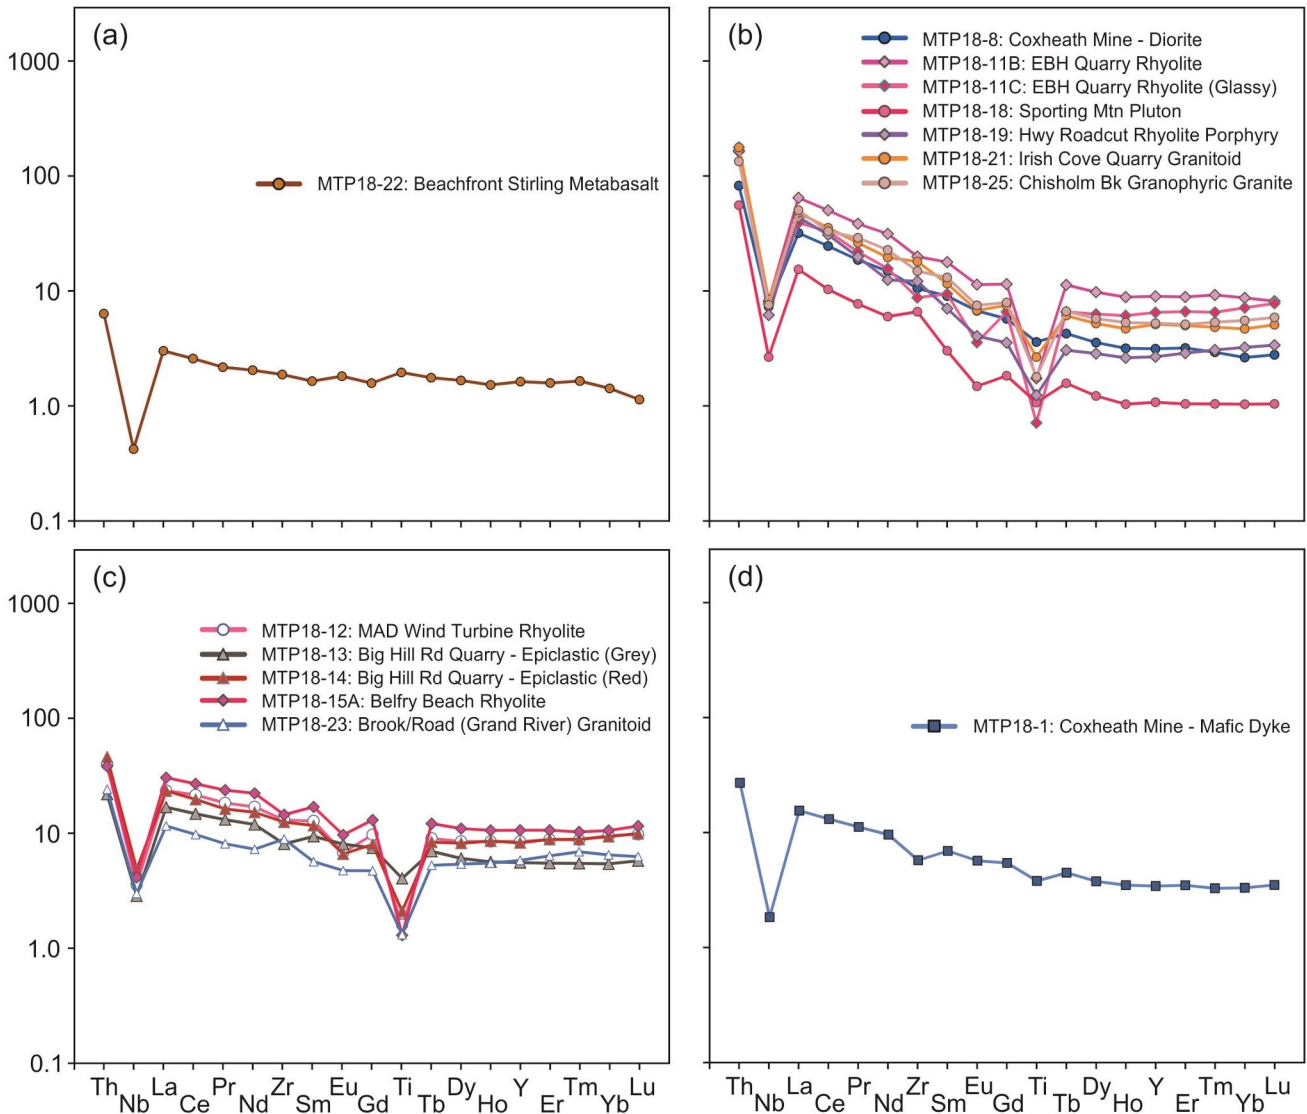 (a)
1000
100
10
1.0
0.1
MTP18-22: Beachfront Stirling Metabasalt
(b)
MTP18-8: Coxheath Mine - Diorite
MTP18-11B: EBH Quarry Rhyolite
MTP18-11C: EBH Quarry Rhyolite (Glassy)
MTP18-18: Sporting Mtn Pluton
MTP18-19: Hwy Roadcut Rhyolite Porphyry
MTP18-21: Irish Cove Quarry Granitoid
MTP18-25: Chisholm Bk Granophyric Granite
(c)
1000
100
10
1.0
0.1
MTP18-12: MAD Wind Turbine Rhyolite
MTP18-13: Big Hill Rd Quarry - Epiclastic (Grey)
MTP18-14: Big Hill Rd Quarry - Epiclastic (Red)
MTP18-15A: Belfry Beach Rhyolite
MTP18-23: Brook/Road (Grand River) Granitoid
Th Nb La Ce Pr Nd Zr Sm Eu Gd Ti Tb Dy Ho Y Er Tm Yb Lu
(d)
MTP18-1: Coxheath Mine - Mafic Dyke
Th Nb La Ce Pr Nd Zr Sm Eu Gd Ti Tb Dy Ho Y Er Tm Yb Lu